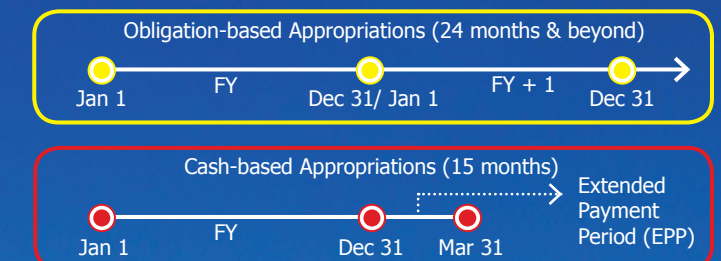 Obligation-based Appropriations (24 months & beyond)
FY
FY + 1
Jan 1
Dec 31/ Jan 1
Dec 31
Cash-based Appropriations (15 months)
Extended
Payment
Period (EPP)
FY
Jan 1
Dec 31
Mar 31